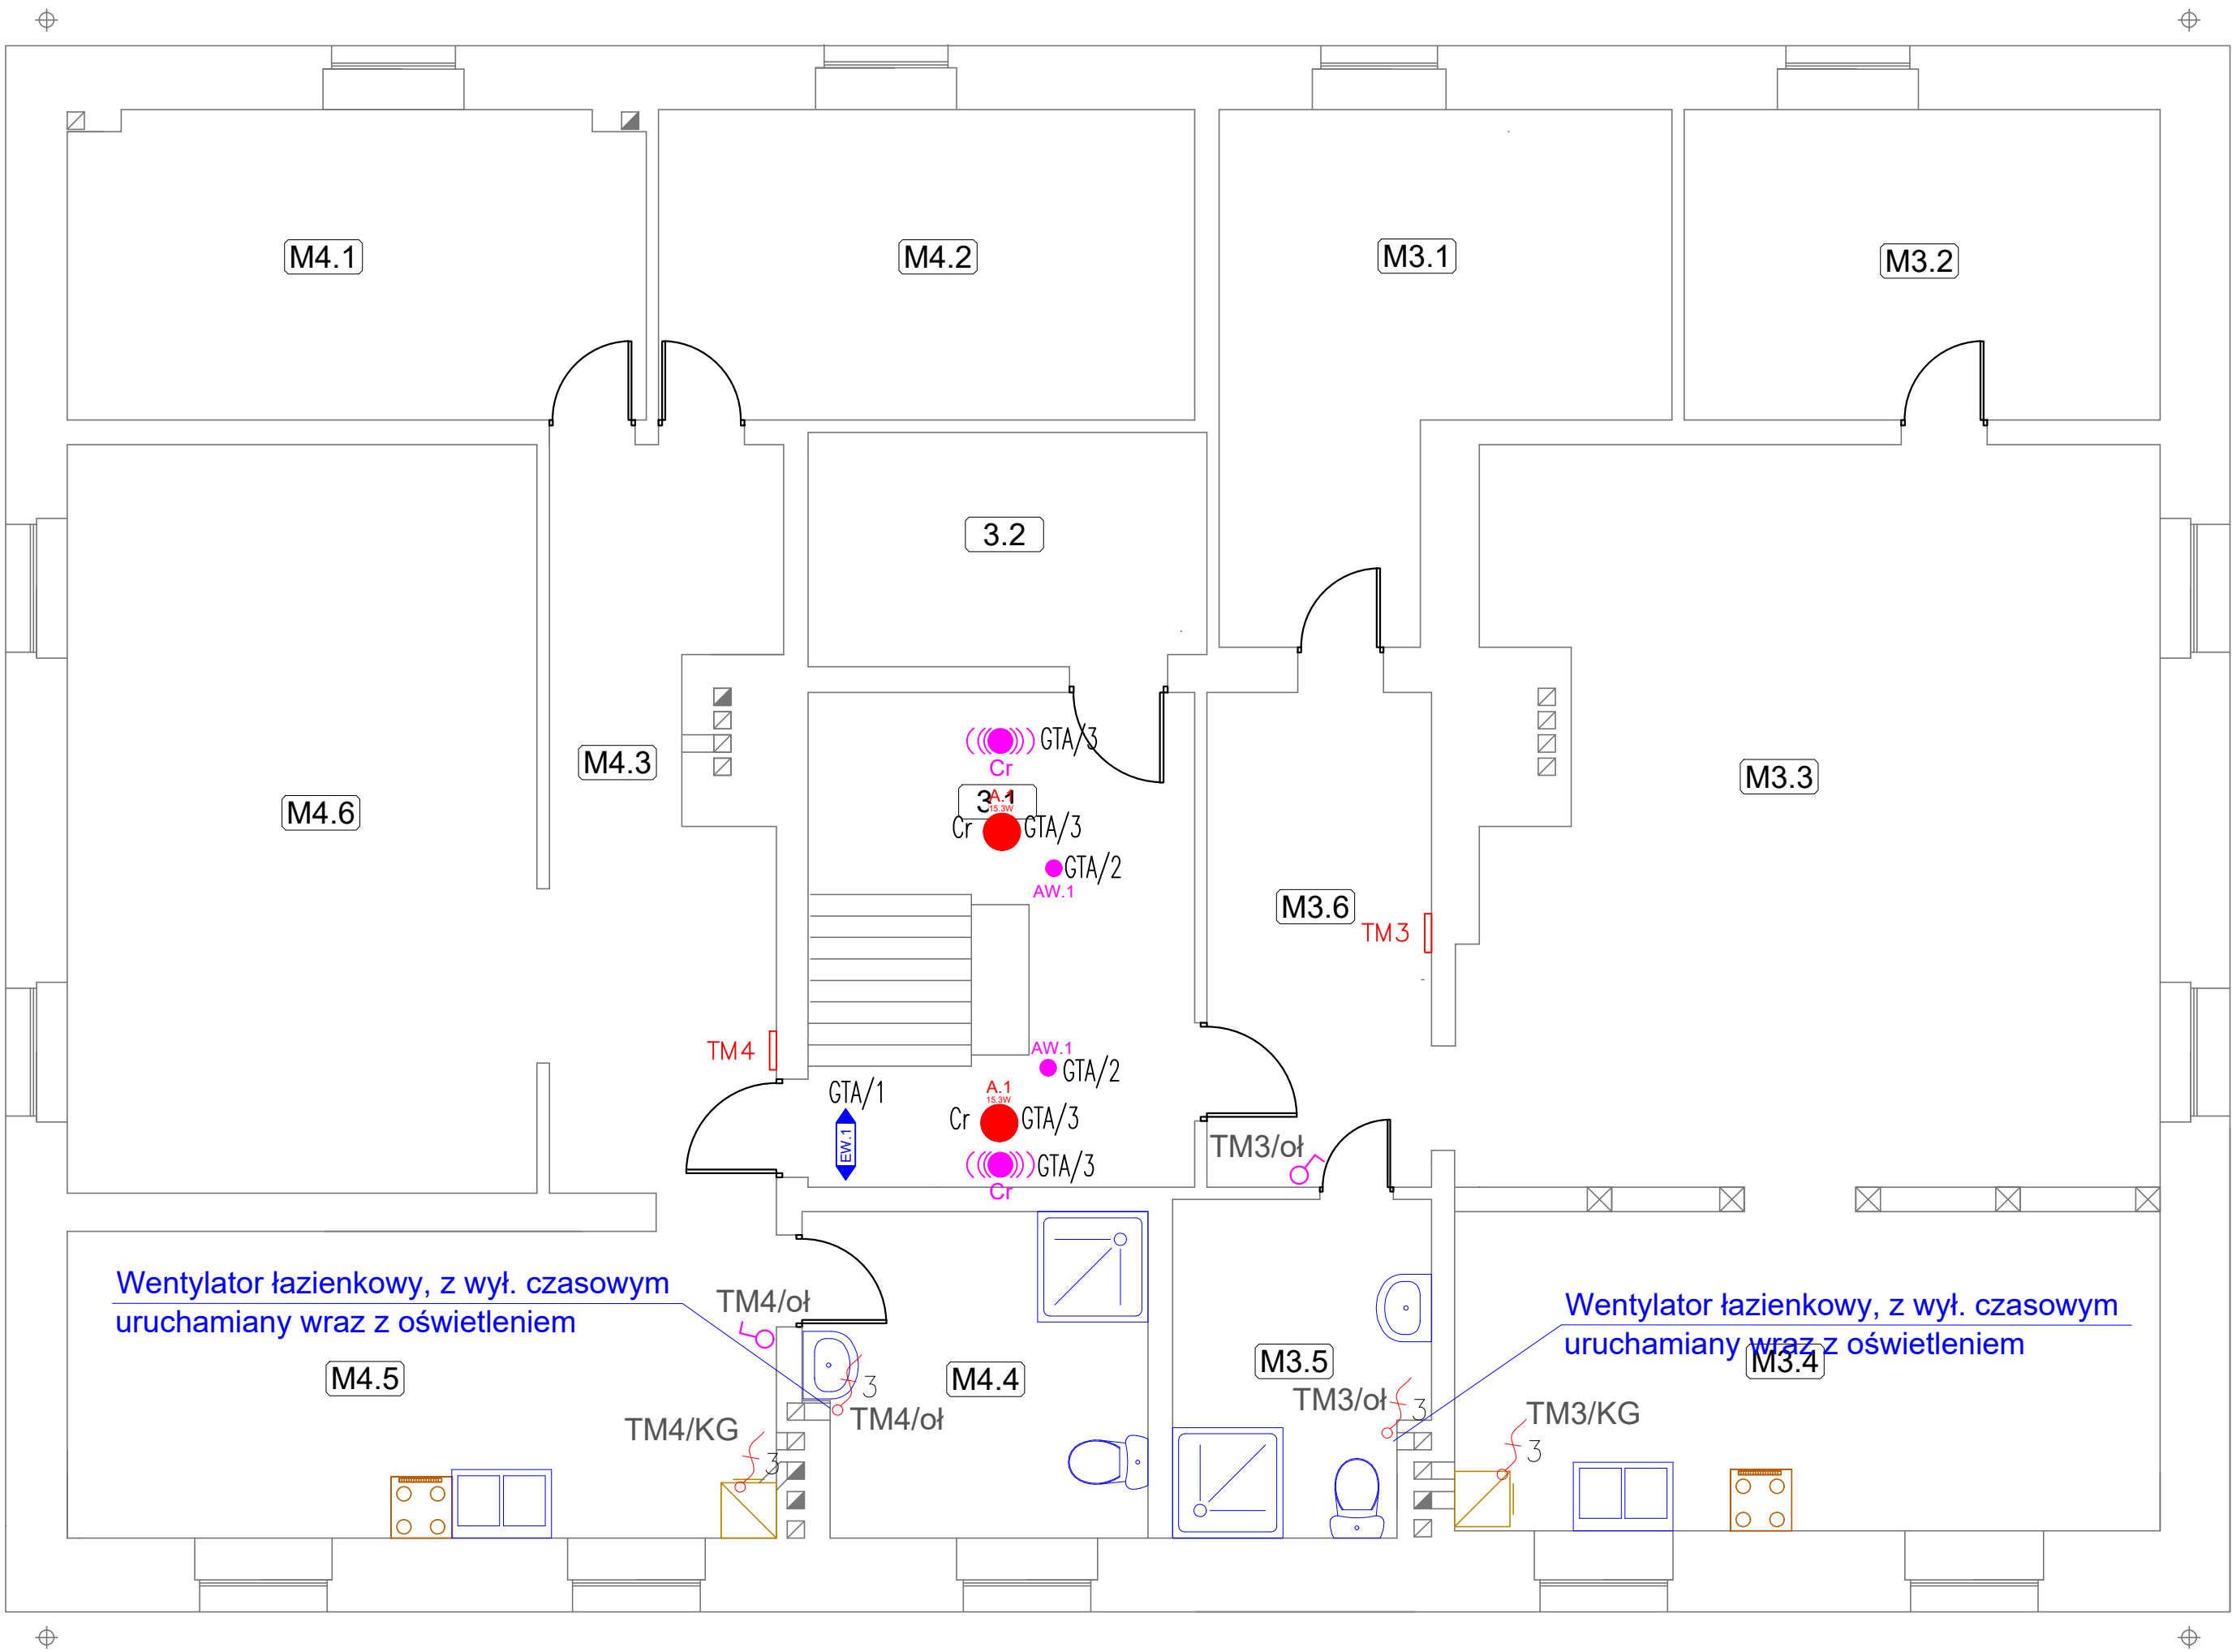 M4.1
M4.2
M3.1
M3.2
3.2
GTA/3
Cr
M4.3
M3.3
3.1
A.1
15.3W
M4.6
Cr
GTA/3
GTA/2
AW.1
M3.6
TM3
TM4
AW.1
GTA/2
GTA/1
A.1
15.3W
Cr
GTA/3
EW.1
TM3/oł
GTA/3
Cr
Wentylator łazienkowy, z wył. czasowym
uruchamiany wraz z oświetleniem
TM4/oł
Wentylator łazienkowy, z wył. czasowym
uruchamiany wraz z oświetleniem
M4.5
M4.4
M3.5
M3.4
3
TM4/oł
TM3/oł
3
TM3/KG
3
TM4/KG
3